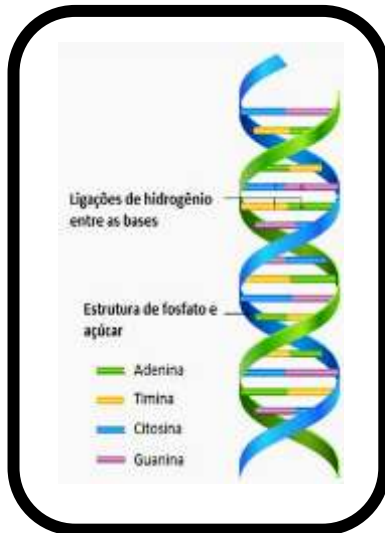 Ligações de hidrogênio
entre as bases
Estrutura de fosfato e
açúcar
Adenina
Timina
Citosina
Guanina